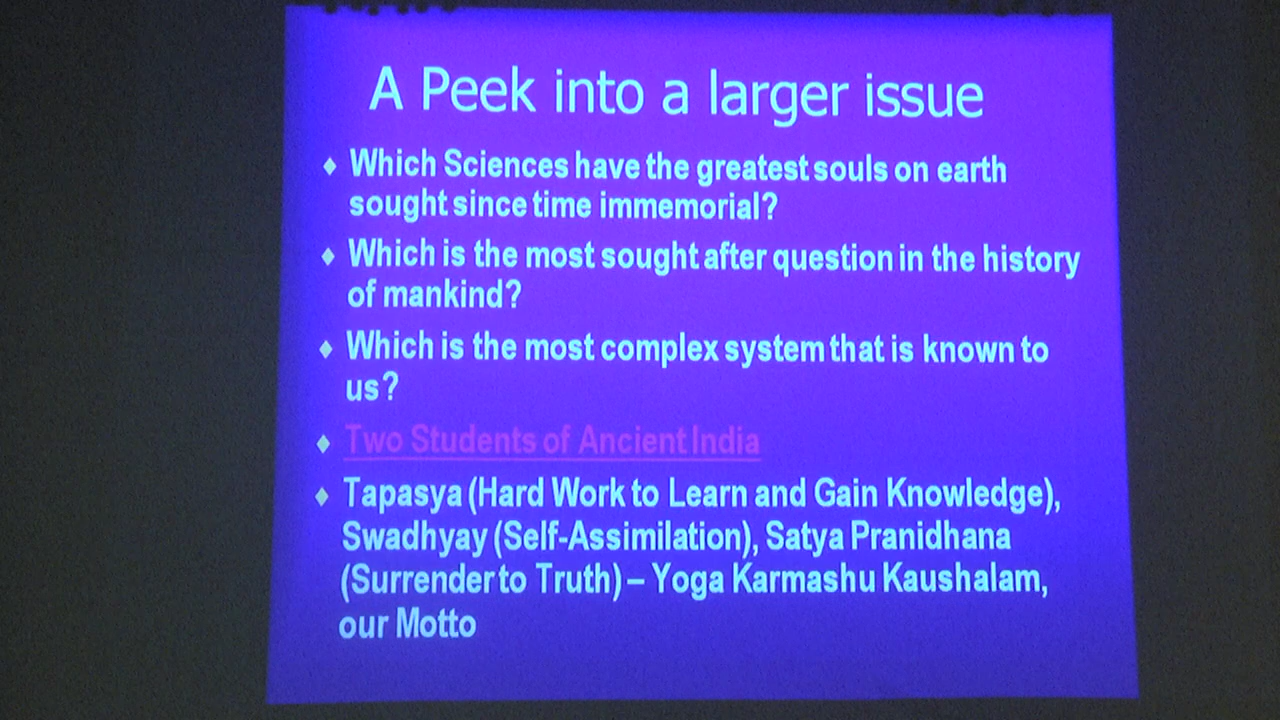 A Peek into a larger issue
♦ Which Sciences have the greatest souls on earth
sought since time immemorial?
♦ Which is the most sought after question in the history
of mankind?
♦ Which is the most complex system that is known to
us?
♦ Two Students of Ancient India
♦ Tapasya (Hard Work to Learn and Gain Knowledge),
Swadhyay (Self-Assimilation), Satya Pranidhana
(Surrender to Truth) – Yoga Karmashu Kaushalam,
our Motto